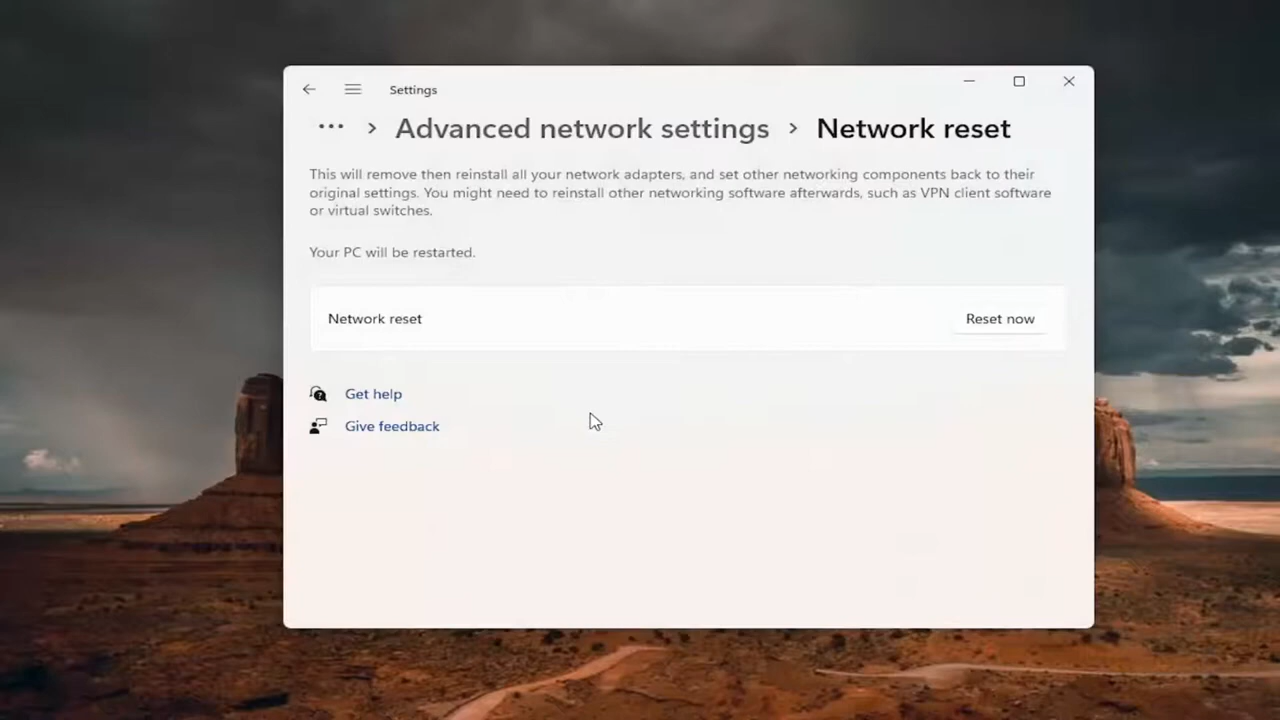 Settings
... > Advanced network settings > Network reset
This will remove then reinstall all your network adapters, and set other networking components back to their
original settings. You might need to reinstall other networking software afterwards, such as VPN client software
or virtual switches.
Your PC will be restarted.
Network reset Reset now
Get help
Give feedback